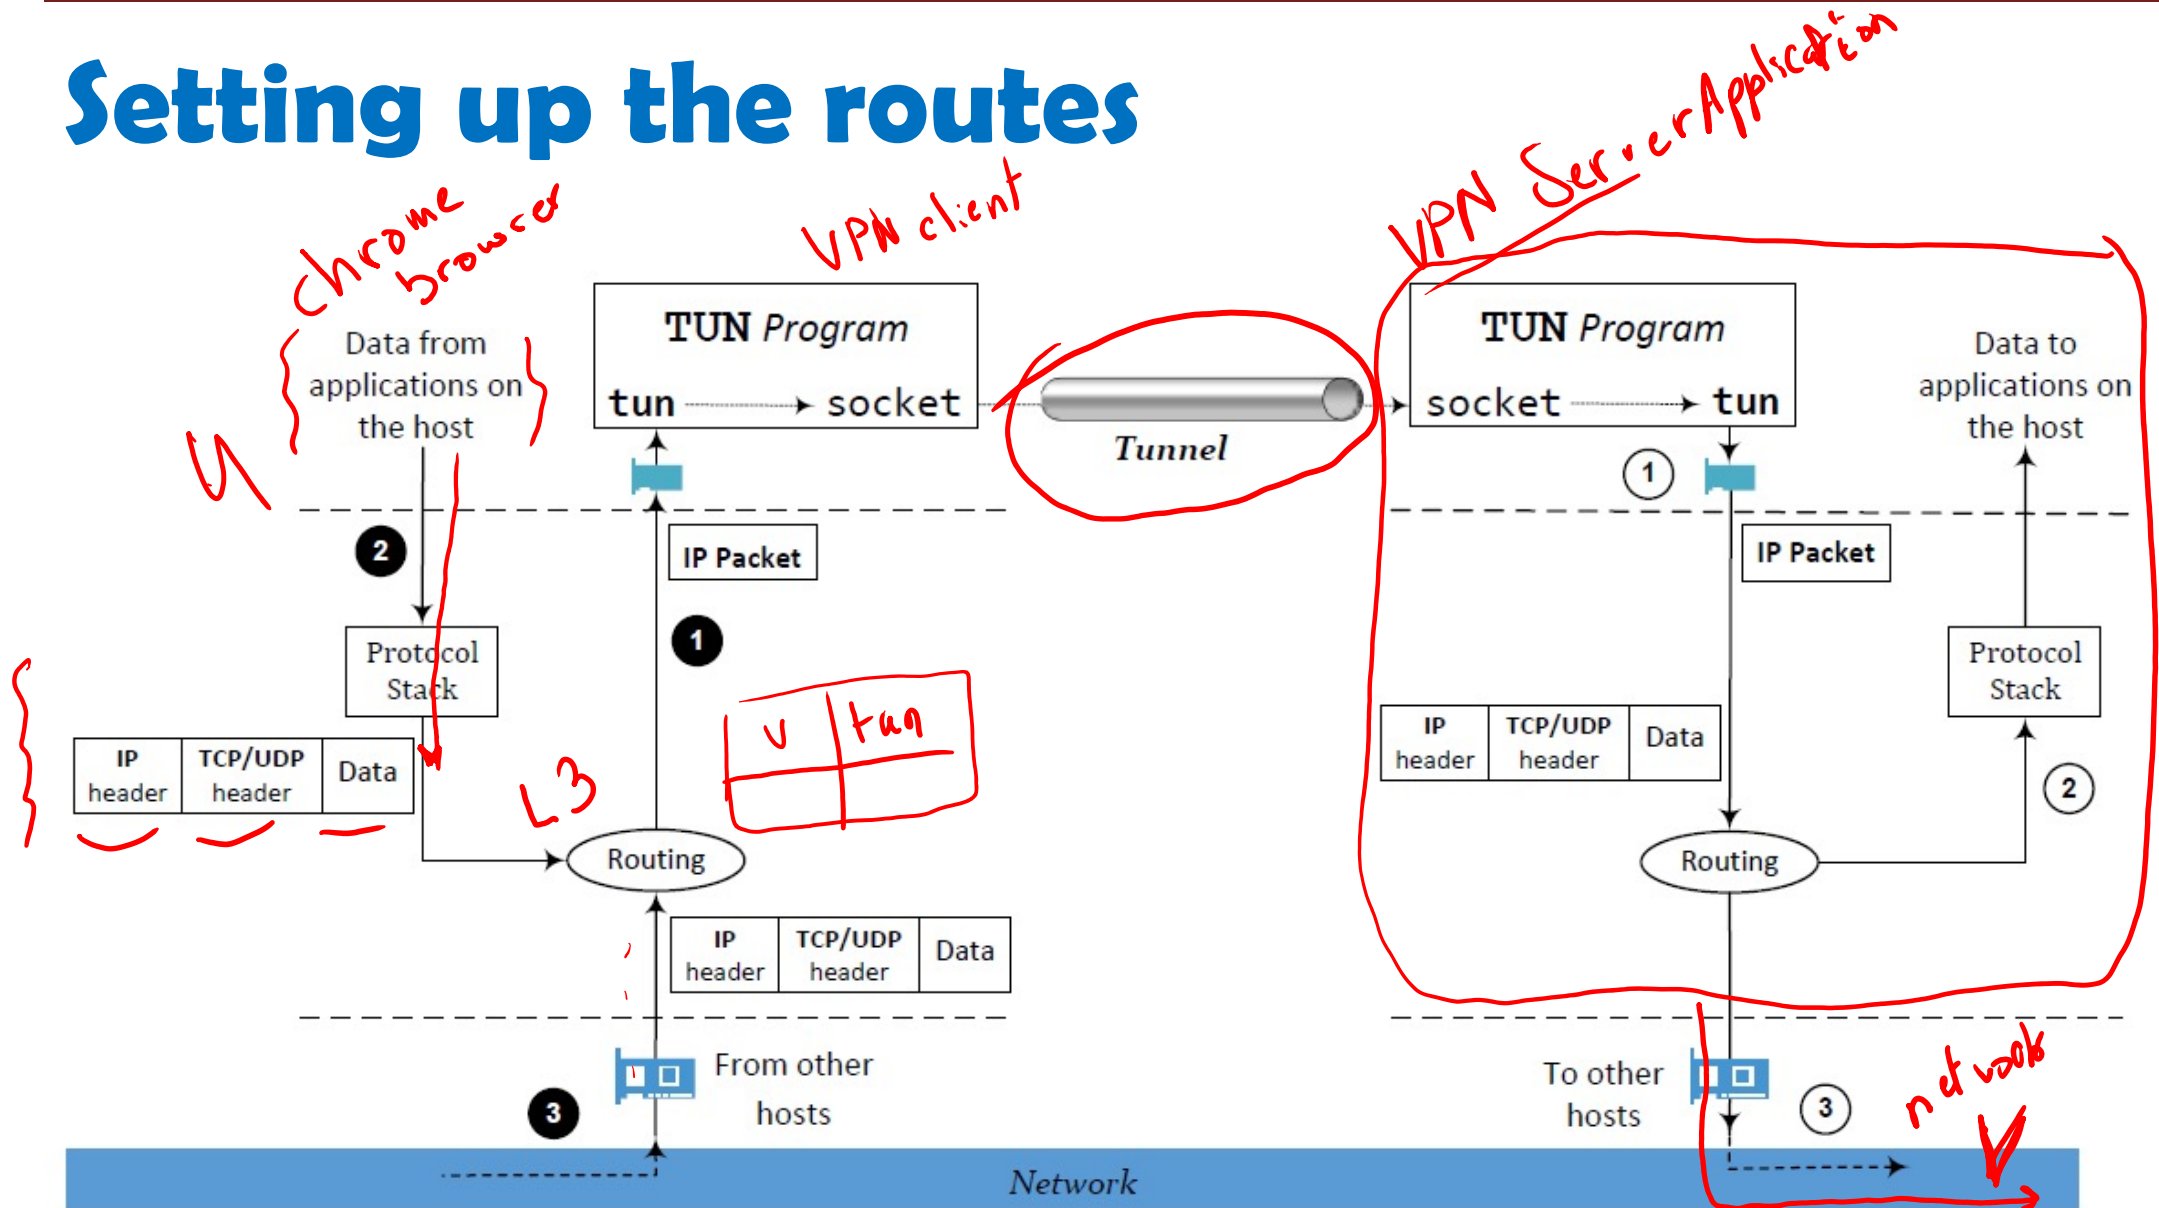 Setting up the routes
chrome
browser
VPN client
VPN Server Application
Data from
applications on
the host
TUN Program
tun
socket
Tunnel
TUN Program
socket
tun
Data to
applications on
the host
1
2
IP Packet
IP Packet
1
Protocol
Stack
Protocol
Stack
tun
IP
header
TCP/UDP
header
Data
L3
IP
header
TCP/UDP
header
Data
2
Routing
Routing
IP
header
TCP/UDP
header
Data
From other
hosts
3
To other
hosts
3
network
Network